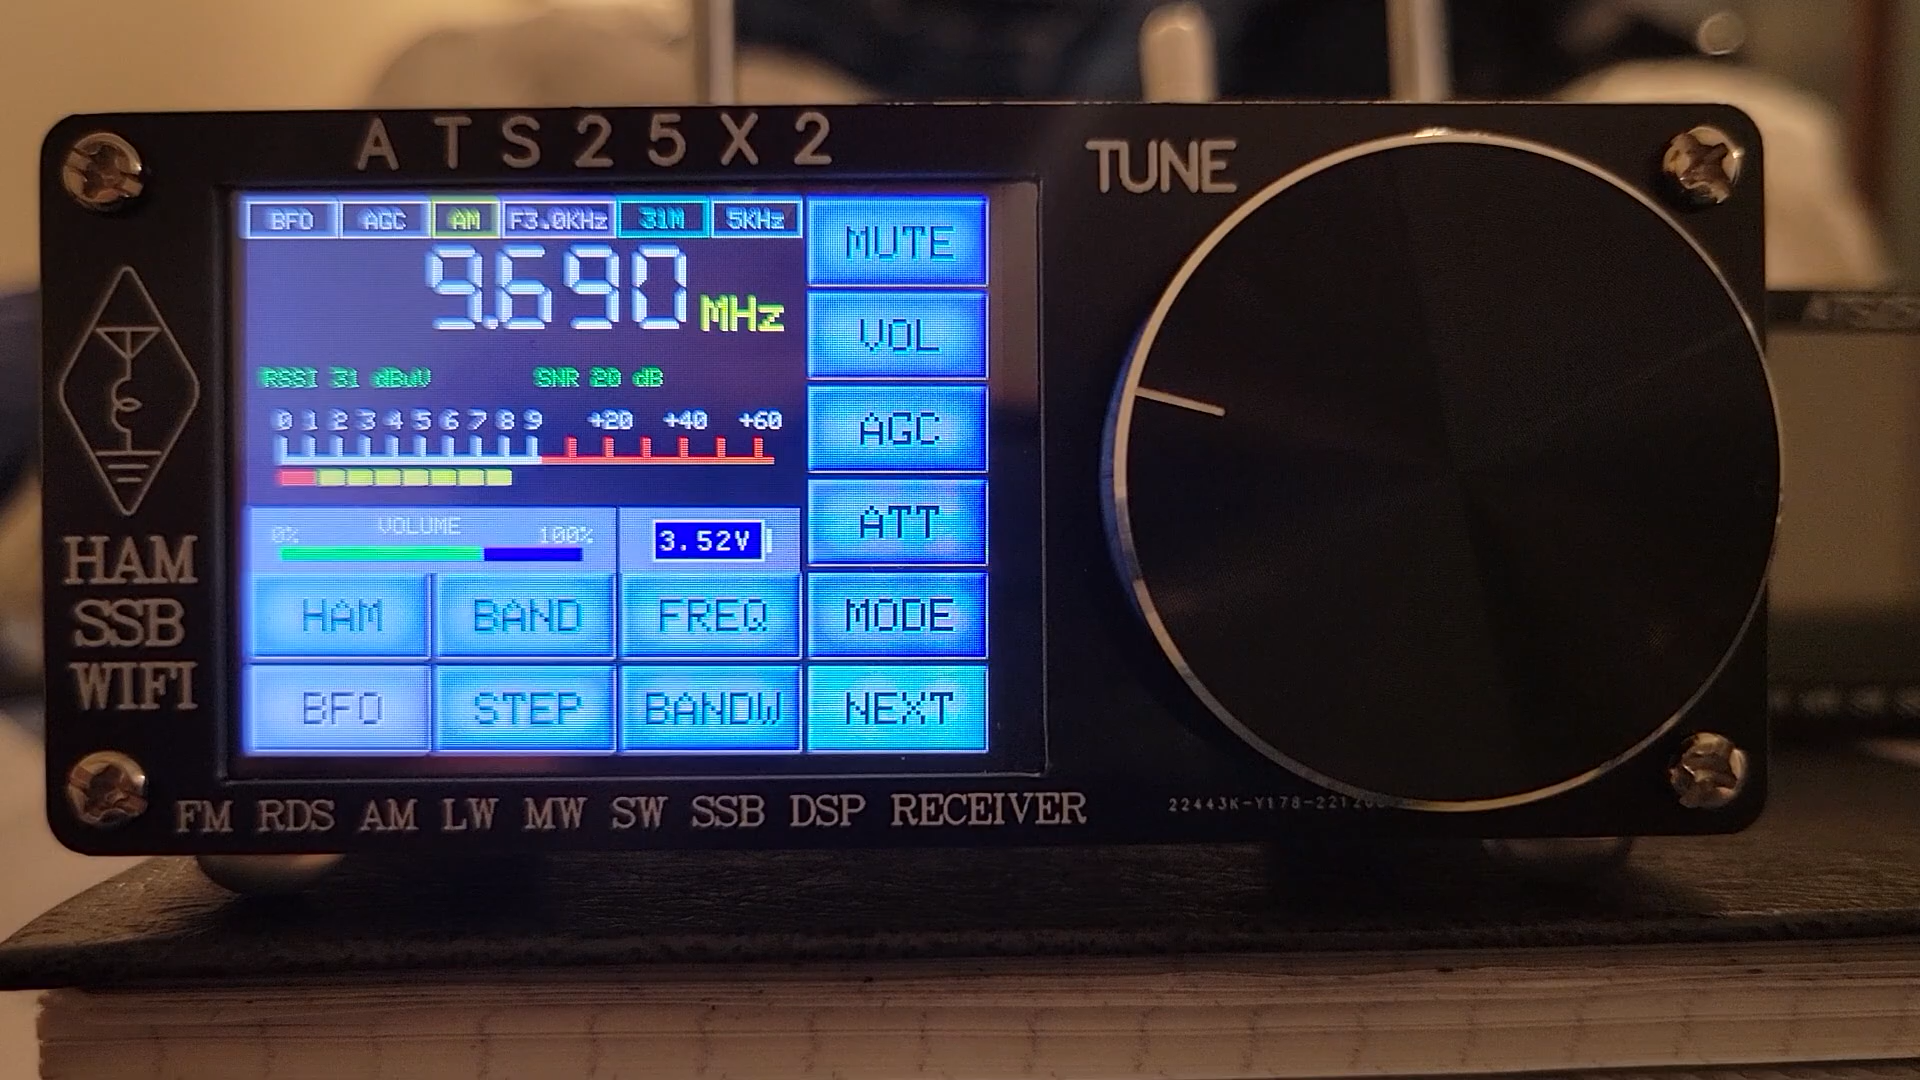 ATS25X2
TUNE
BFO AGC AM F3.0KHz 31M 5KHz
9.690 MHz
RSSI 31 dBuV SNR 20 dB
0 1 2 3 4 5 6 7 8 9 +20 +40 +60
0% VOLUME 100%
3.52V
MUTE
VOL
AGC
ATT
HAM BAND FREQ MODE
BFO STEP BANDW NEXT
HAM
SSB
WIFI
FM RDS AM LW MW SW SSB DSP RECEIVER